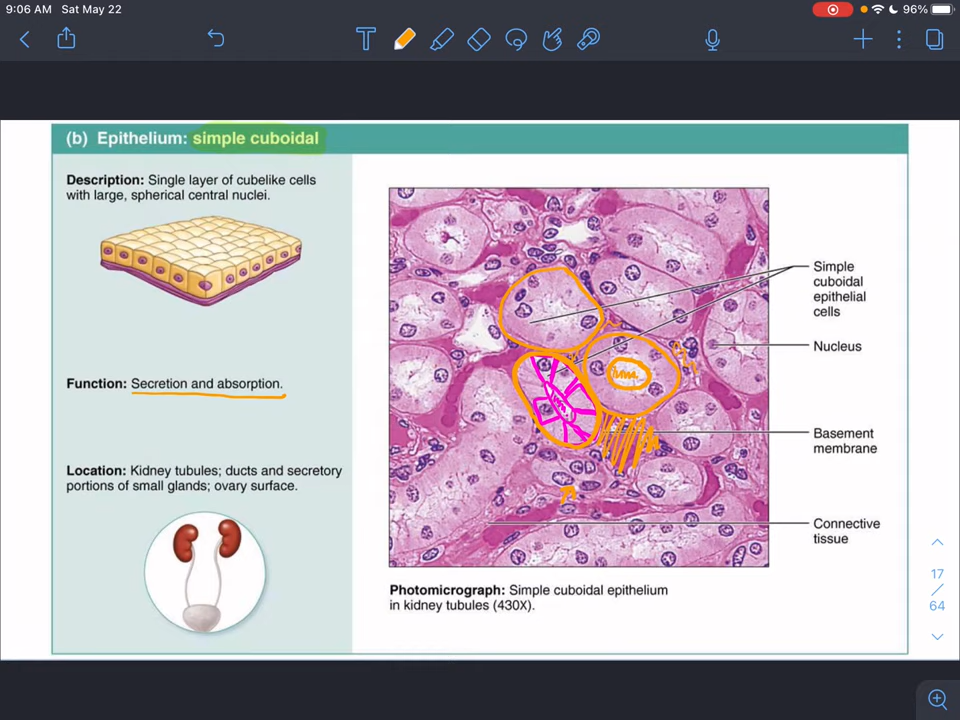 9:06 AM Sat May 22
96%
(b) Epithelium: simple cuboidal
Description: Single layer of cubelike cells
with large, spherical central nuclei.
Function: Secretion and absorption.
Location: Kidney tubules; ducts and secretory
portions of small glands; ovary surface.
Simple
cuboidal
epithelial
cells
Nucleus
Basement
membrane
Connective
tissue
Photomicrograph: Simple cuboidal epithelium
in kidney tubules (430X).
17
/
64